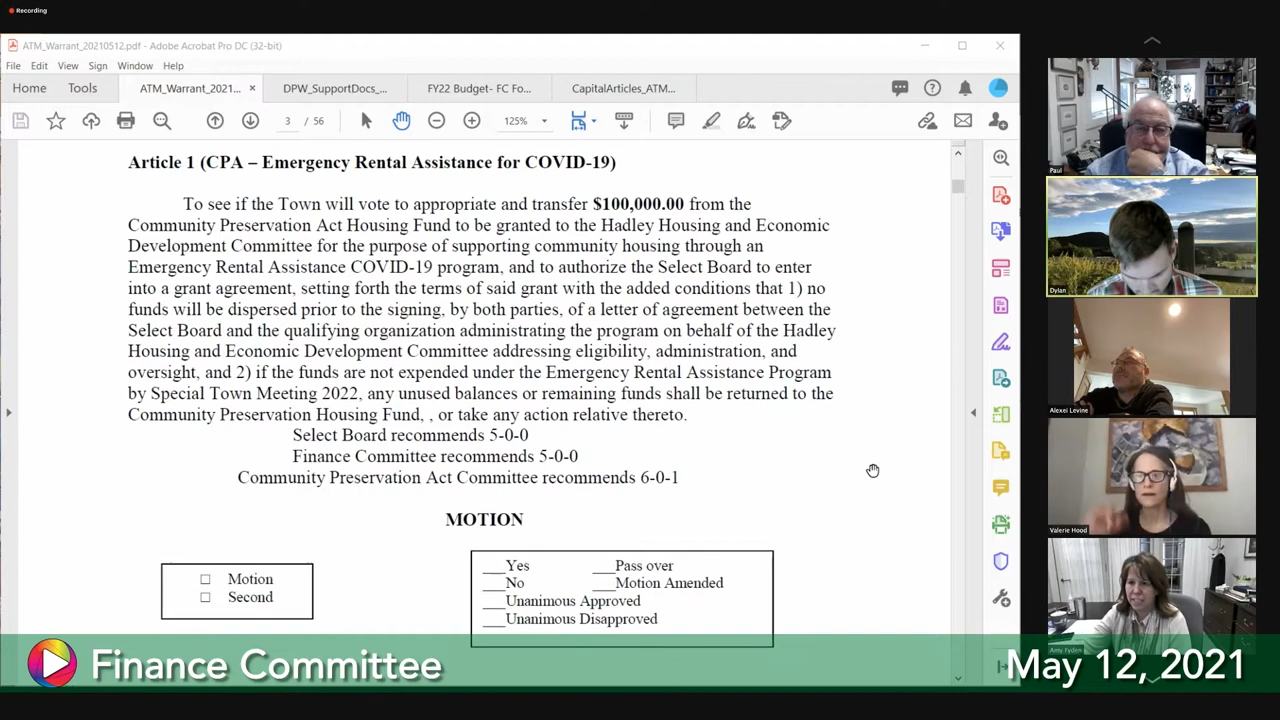 Recording
ATM_Warrant_20210512.pdf - Adobe Acrobat Pro DC (32-bit)
File Edit View Sign Window Help
Home Tools ATM_Warrant_2021... × DPW_SupportDocs_... FY22 Budget- FC Fo... CapitalArticles_ATM...
3 / 56 125%
Article 1 (CPA – Emergency Rental Assistance for COVID-19)
To see if the Town will vote to appropriate and transfer $100,000.00 from the
Community Preservation Act Housing Fund to be granted to the Hadley Housing and Economic
Development Committee for the purpose of supporting community housing through an
Emergency Rental Assistance COVID-19 program, and to authorize the Select Board to enter
into a grant agreement, setting forth the terms of said grant with the added conditions that 1) no
funds will be dispersed prior to the signing, by both parties, of a letter of agreement between the
Select Board and the qualifying organization administrating the program on behalf of the Hadley
Housing and Economic Development Committee addressing eligibility, administration, and
oversight, and 2) if the funds are not expended under the Emergency Rental Assistance Program
by Special Town Meeting 2022, any unused balances or remaining funds shall be returned to the
Community Preservation Housing Fund, , or take any action relative thereto.
Select Board recommends 5-0-0
Finance Committee recommends 5-0-0
Community Preservation Act Committee recommends 6-0-1
MOTION
□ Motion
□ Second
___Yes ___Pass over
___No ___Motion Amended
___Unanimous Approved
___Unanimous Disapproved
Paul
Dylan
Alexei Levine
Valerie Hood
Amy Fyden
Finance Committee
May 12, 2021